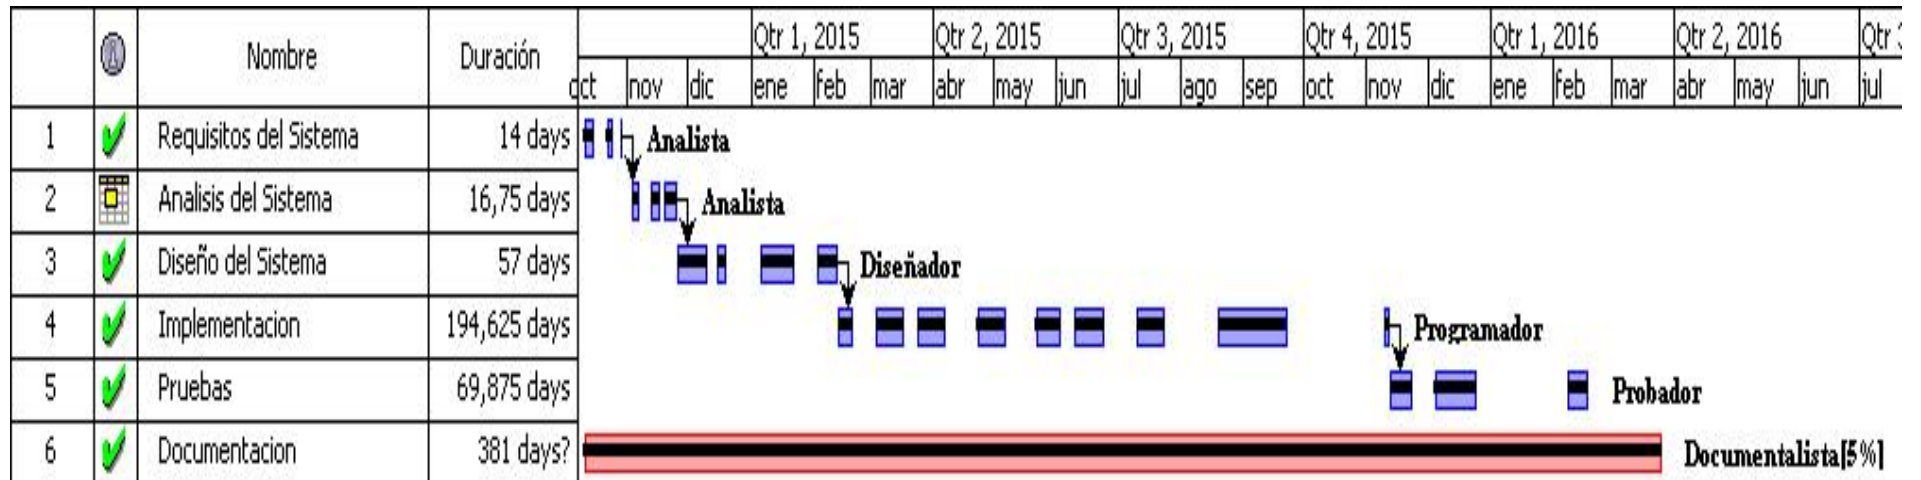 Nombre Duración Qtr 1, 2015 Qtr 2, 2015 Qtr 3, 2015 Qtr 4, 2015 Qtr 1, 2016 Qtr 2, 2016 Qtr
oct nov dic ene feb mar abr may jun jul ago sep oct nov dic ene feb mar abr may jun jul
1 Requisitos del Sistema 14 days Analista
2 Analisis del Sistema 16,75 days Analista
3 Diseño del Sistema 57 days Diseñador
4 Implementacion 194,625 days Programador
5 Pruebas 69,875 days Probador
6 Documentacion 381 days? Documentalista[5%]